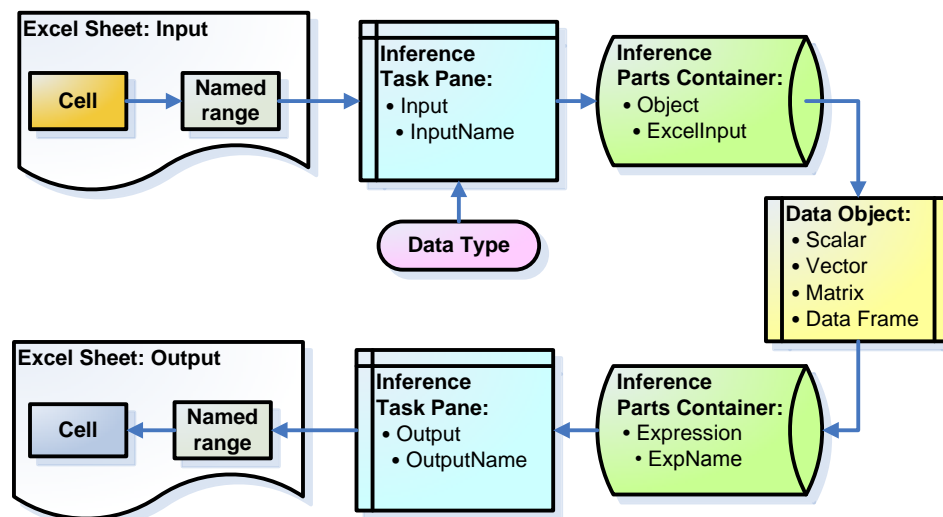 Excel Sheet: Input
Cell
Named
range
Inference
Task Pane:
• Input
• InputName
Inference
Parts Container:
• Object
• ExcelInput
Data Type
Data Object:
• Scalar
• Vector
• Matrix
• Data Frame
Excel Sheet: Output
Cell
Named
range
Inference
Task Pane:
• Output
• OutputName
Inference
Parts Container:
• Expression
• ExpName